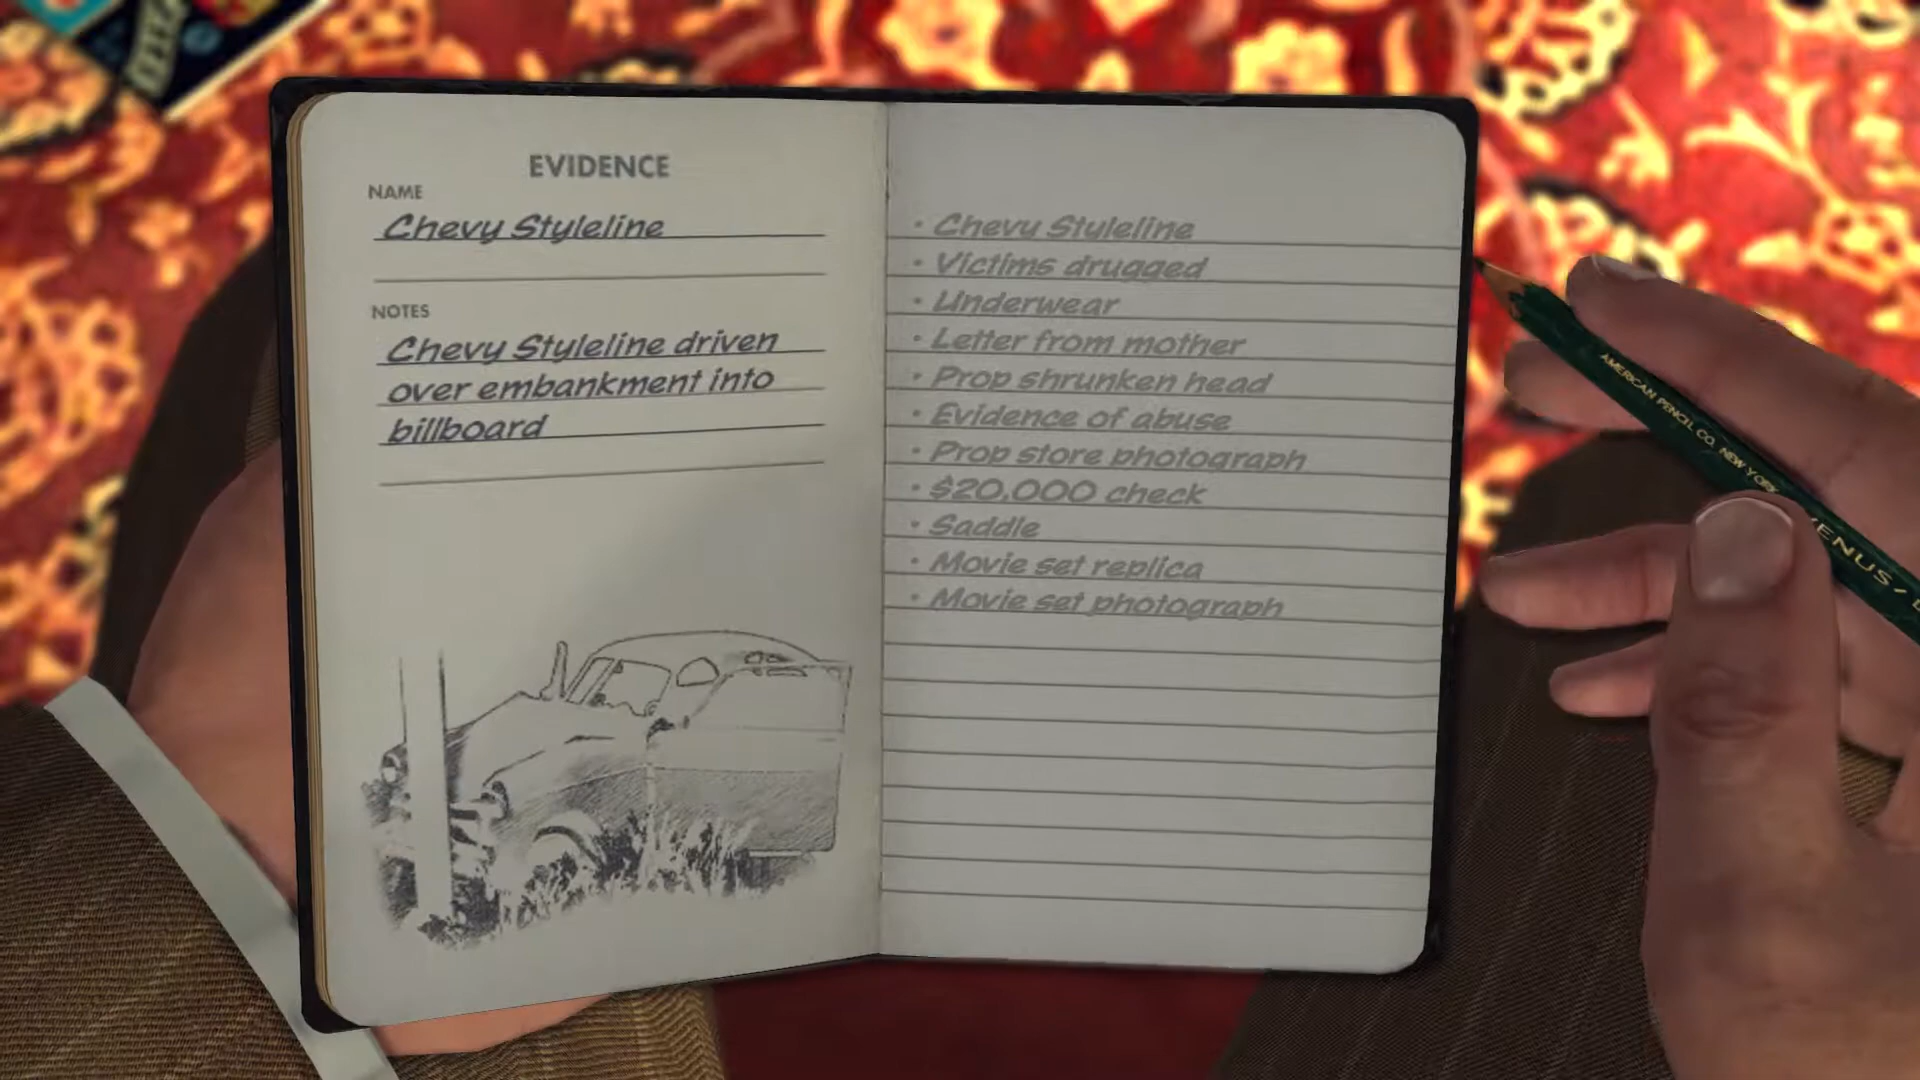 EVIDENCE
NAME
Chevy Styleline
NOTES
Chevy Styleline driven
over embankment into
billboard
• Chevy Styleline
• Victims drugged
• Underwear
• Letter from mother
• Prop shrunken head
• Evidence of abuse
• Prop store photograph
• $20,000 check
• Saddle
• Movie set replica
• Movie set photograph
AMERICAN PENCIL CO. NEW YORK
VENUS